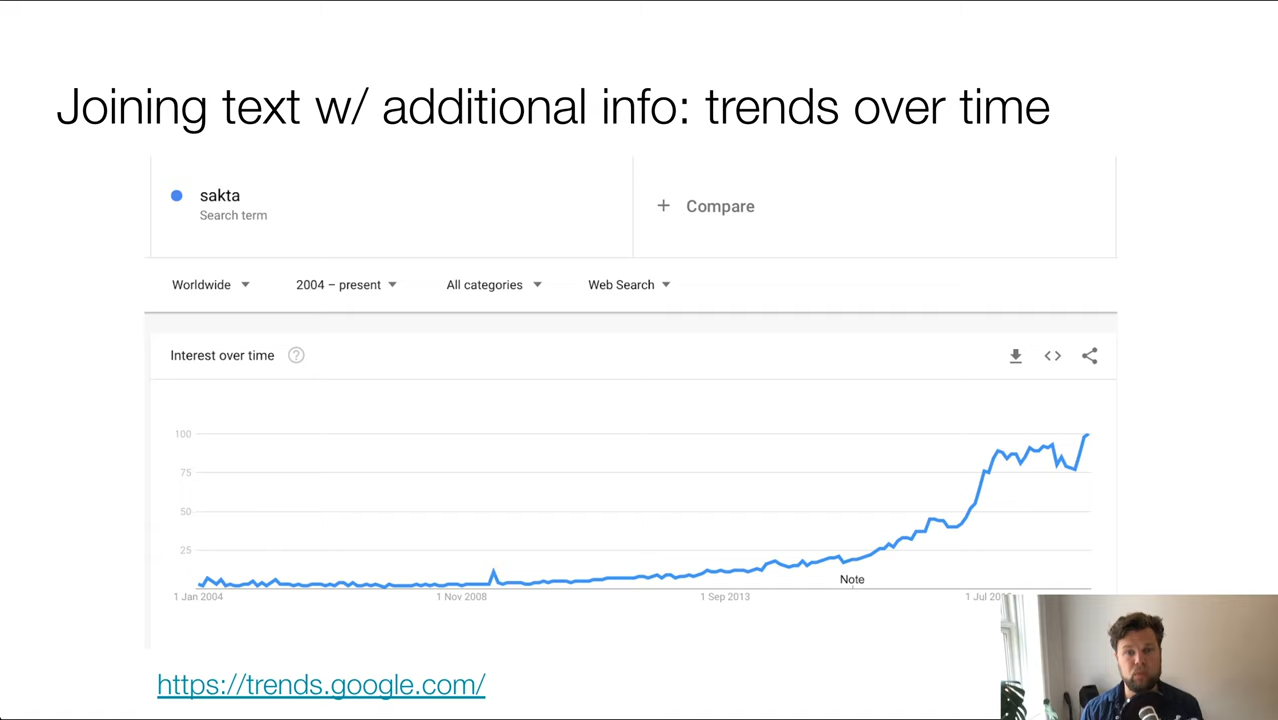 Joining text w/ additional info: trends over time
sakta
Search term
+ Compare
Worldwide
2004 – present
All categories
Web Search
Interest over time ?
100
75
50
25
Note
1 Jan 2004
1 Nov 2008
1 Sep 2013
1 Jul
https://trends.google.com/